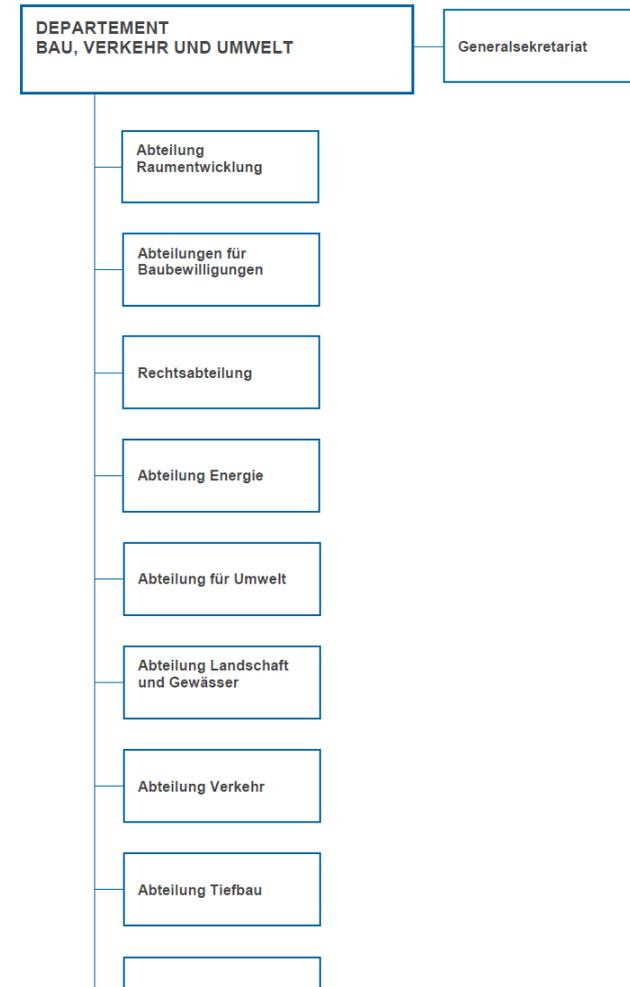 DEPARTEMENT
BAU, VERKEHR UND UMWELT
Generalsekretariat
Abteilung
Raumentwicklung
Abteilungen für
Baubewilligungen
Rechtsabteilung
Abteilung Energie
Abteilung für Umwelt
Abteilung Landschaft
und Gewässer
Abteilung Verkehr
Abteilung Tiefbau